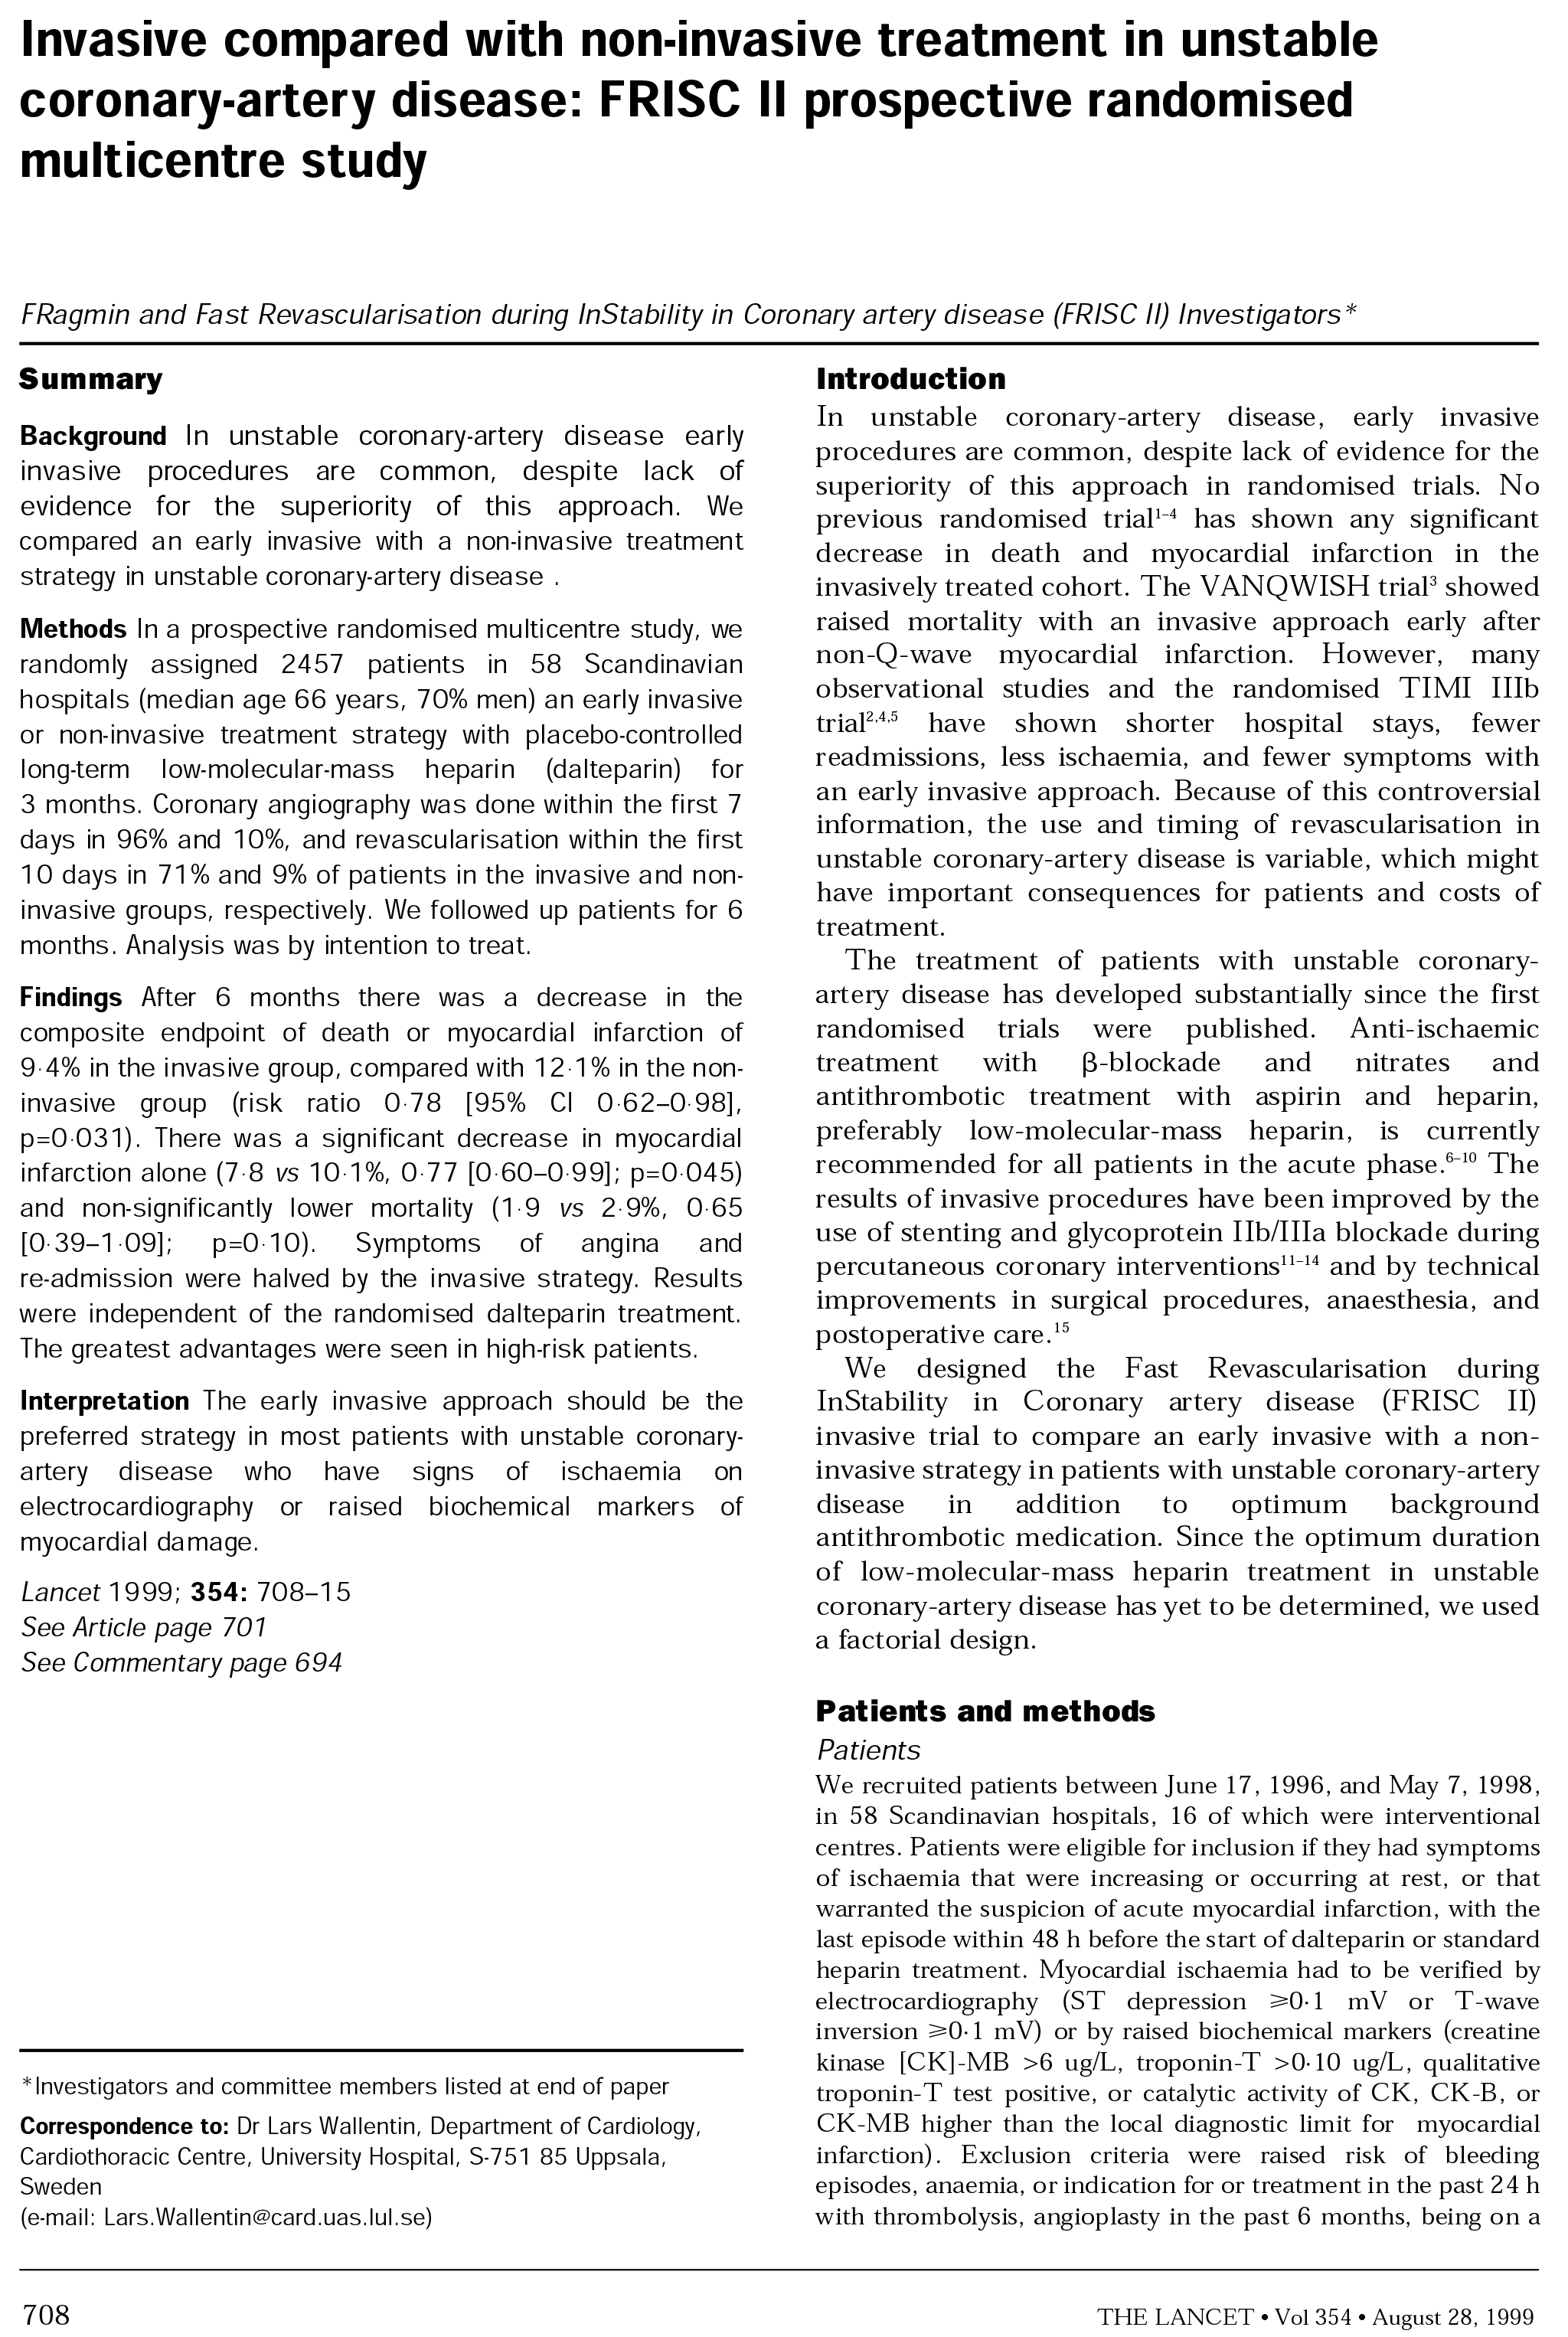 Invasive compared with non-invasive treatment in unstable
coronary-artery disease: FRISC II prospective randomised
multicentre study
FRagmin and Fast Revascularisation during InStability in Coronary artery disease (FRISC II) Investigators*
Summary
Background In unstable coronary-artery disease early
invasive procedures are common, despite lack of
evidence for the superiority of this approach. We
compared an early invasive with a non-invasive treatment
strategy in unstable coronary-artery disease .
Methods In a prospective randomised multicentre study, we
randomly assigned 2457 patients in 58 Scandinavian
hospitals (median age 66 years, 70% men) an early invasive
or non-invasive treatment strategy with placebo-controlled
long-term low-molecular-mass heparin (dalteparin) for
3 months. Coronary angiography was done within the first 7
days in 96% and 10%, and revascularisation within the first
10 days in 71% and 9% of patients in the invasive and non-
invasive groups, respectively. We followed up patients for 6
months. Analysis was by intention to treat.
Findings After 6 months there was a decrease in the
composite endpoint of death or myocardial infarction of
9·4% in the invasive group, compared with 12·1% in the non-
invasive group (risk ratio 0·78 [95% CI 0·62–0·98],
p=0·031). There was a significant decrease in myocardial
infarction alone (7·8 vs 10·1%, 0·77 [0·60–0·99]; p=0·045)
and non-significantly lower mortality (1·9 vs 2·9%, 0·65
[0·39–1·09]; p=0·10). Symptoms of angina and
re-admission were halved by the invasive strategy. Results
were independent of the randomised dalteparin treatment.
The greatest advantages were seen in high-risk patients.
Interpretation The early invasive approach should be the
preferred strategy in most patients with unstable coronary-
artery disease who have signs of ischaemia on
electrocardiography or raised biochemical markers of
myocardial damage.
Lancet 1999; 354: 708–15
See Article page 701
See Commentary page 694
*Investigators and committee members listed at end of paper
Correspondence to: Dr Lars Wallentin, Department of Cardiology,
Cardiothoracic Centre, University Hospital, S-751 85 Uppsala,
Sweden
(e-mail: Lars.Wallentin@card.uas.lul.se)
Introduction
In unstable coronary-artery disease, early invasive
procedures are common, despite lack of evidence for the
superiority of this approach in randomised trials. No
previous randomised trial¹⁻⁴ has shown any significant
decrease in death and myocardial infarction in the
invasively treated cohort. The VANQWISH trial³ showed
raised mortality with an invasive approach early after
non-Q-wave myocardial infarction. However, many
observational studies and the randomised TIMI IIIb
trial²,⁴,⁵ have shown shorter hospital stays, fewer
readmissions, less ischaemia, and fewer symptoms with
an early invasive approach. Because of this controversial
information, the use and timing of revascularisation in
unstable coronary-artery disease is variable, which might
have important consequences for patients and costs of
treatment.
The treatment of patients with unstable coronary-
artery disease has developed substantially since the first
randomised trials were published. Anti-ischaemic
treatment with β-blockade and nitrates and
antithrombotic treatment with aspirin and heparin,
preferably low-molecular-mass heparin, is currently
recommended for all patients in the acute phase.⁶⁻¹⁰ The
results of invasive procedures have been improved by the
use of stenting and glycoprotein IIb/IIIa blockade during
percutaneous coronary interventions¹¹⁻¹⁴ and by technical
improvements in surgical procedures, anaesthesia, and
postoperative care.¹⁵
We designed the Fast Revascularisation during
InStability in Coronary artery disease (FRISC II)
invasive trial to compare an early invasive with a non-
invasive strategy in patients with unstable coronary-artery
disease in addition to optimum background
antithrombotic medication. Since the optimum duration
of low-molecular-mass heparin treatment in unstable
coronary-artery disease has yet to be determined, we used
a factorial design.
Patients and methods
Patients
We recruited patients between June 17, 1996, and May 7, 1998,
in 58 Scandinavian hospitals, 16 of which were interventional
centres. Patients were eligible for inclusion if they had symptoms
of ischaemia that were increasing or occurring at rest, or that
warranted the suspicion of acute myocardial infarction, with the
last episode within 48 h before the start of dalteparin or standard
heparin treatment. Myocardial ischaemia had to be verified by
electrocardiography (ST depression ⩾0·1 mV or T-wave
inversion ⩾0·1 mV) or by raised biochemical markers (creatine
kinase [CK]-MB >6 ug/L, troponin-T >0·10 ug/L, qualitative
troponin-T test positive, or catalytic activity of CK, CK-B, or
CK-MB higher than the local diagnostic limit for myocardial
infarction). Exclusion criteria were raised risk of bleeding
episodes, anaemia, or indication for or treatment in the past 24 h
with thrombolysis, angioplasty in the past 6 months, being on a
708
THE LANCET • Vol 354 • August 28, 1999